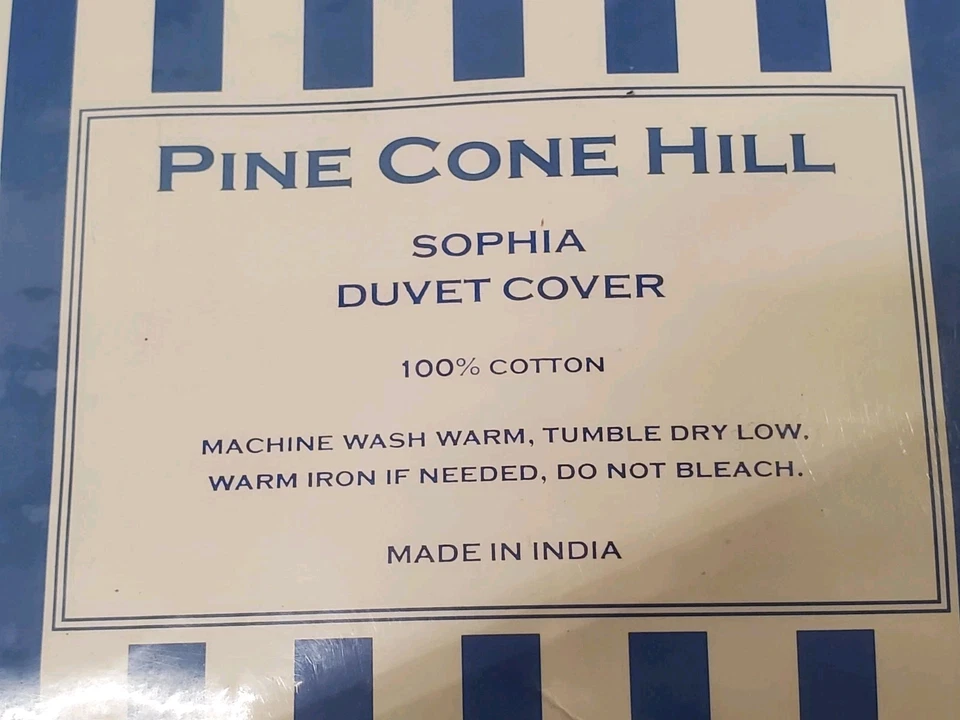 PINE CONE HILL
SOPHIA
DUVET COVER
100% COTTON
MACHINE WASH WARM, TUMBLE DRY LOW.
WARM IRON IF NEEDED, DO NOT BLEACH.
MADE IN INDIA